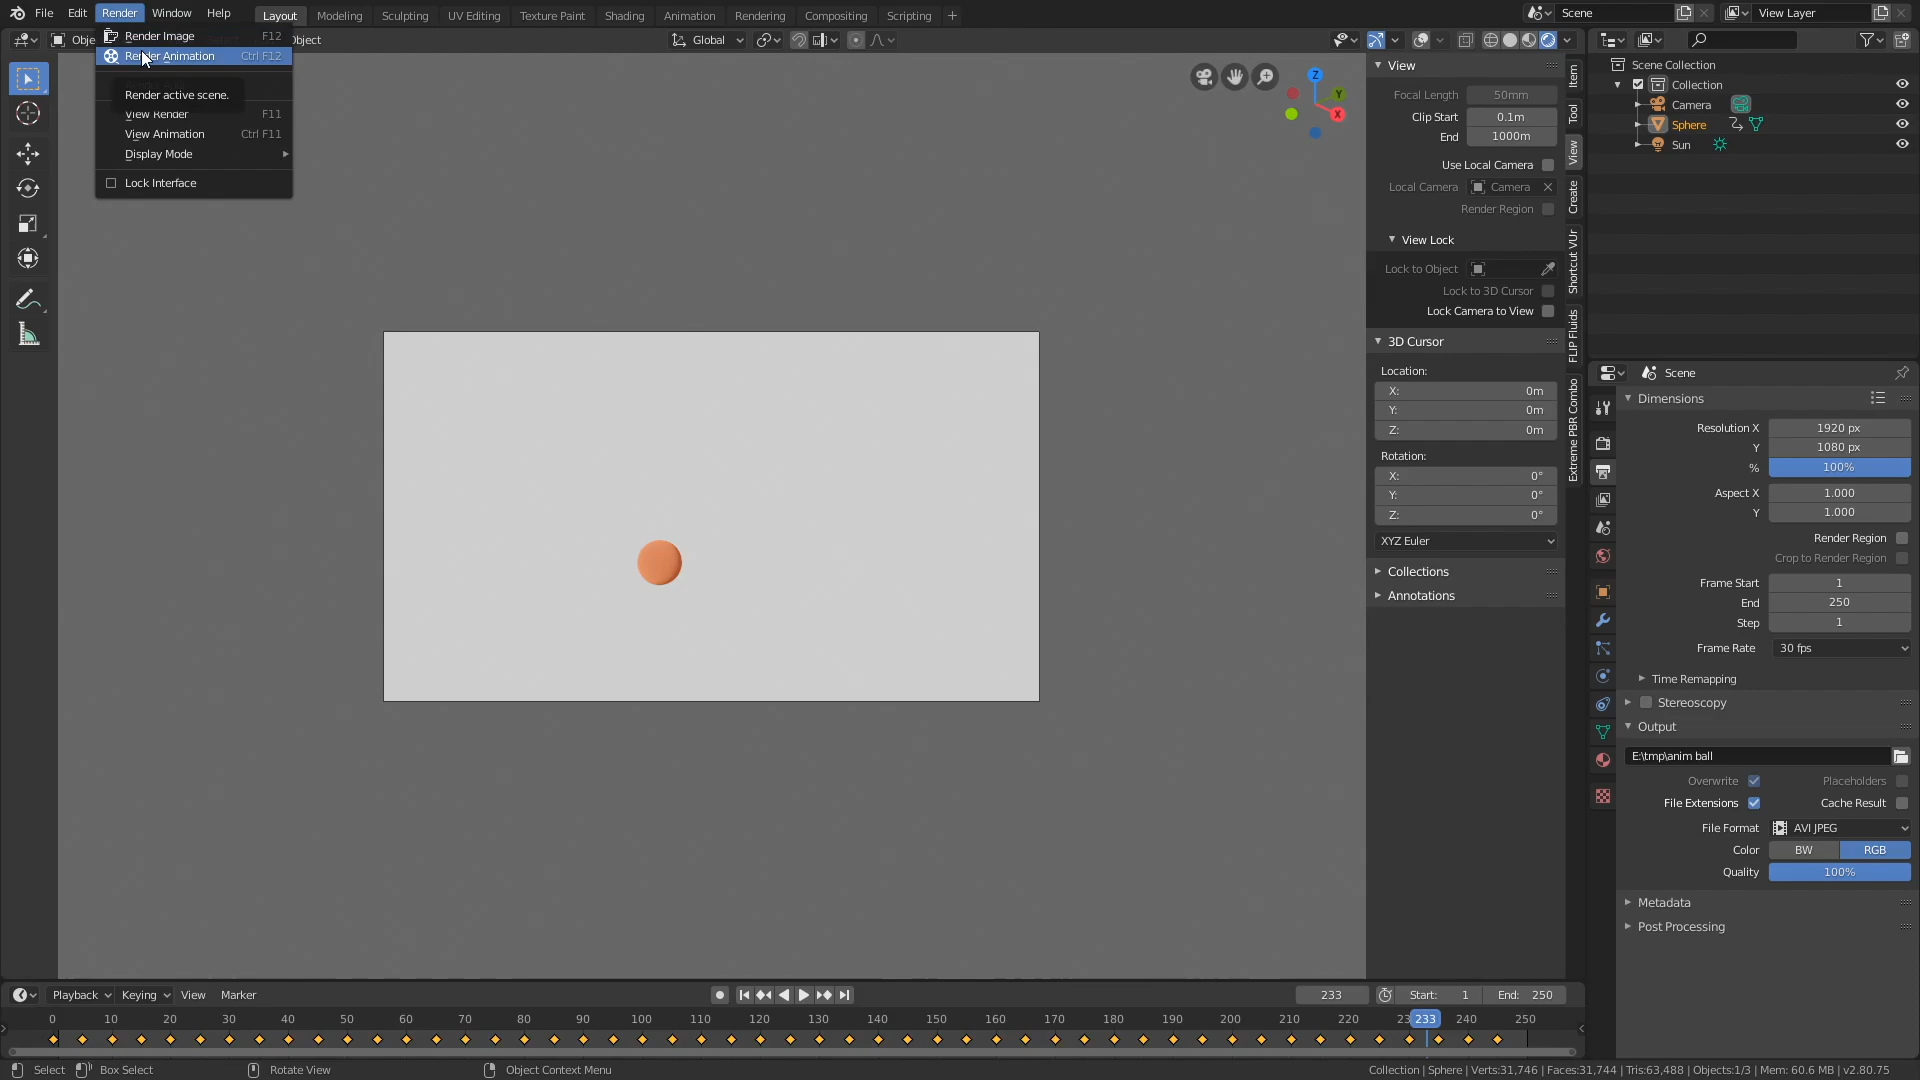 File Edit Render Window Help Layout Modeling Sculpting UV Editing Texture Paint Shading Animation Rendering Compositing Scripting + Scene View Layer
Obje bject Global
Render Image F12
Render Animation Ctrl F12
Render active scene.
View Render F11
View Animation Ctrl F11
Display Mode
Lock Interface
Z
Y
X
View
Focal Length 50mm
Clip Start 0.1m
End 1000m
Use Local Camera
Local Camera Camera
Render Region
View Lock
Lock to Object
Lock to 3D Cursor
Lock Camera to View
3D Cursor
Location:
X: 0m
Y: 0m
Z: 0m
Rotation:
X: 0°
Y: 0°
Z: 0°
XYZ Euler
Collections
Annotations
Item
Tool
View
Create
Shortcut VUr
FLIP Fluids
Extreme PBR Combo
Scene Collection
Collection
Camera
Sphere
Sun
Scene
Dimensions
Resolution X 1920 px
Y 1080 px
% 100%
Aspect X 1.000
Y 1.000
Render Region
Crop to Render Region
Frame Start 1
End 250
Step 1
Frame Rate 30 fps
Time Remapping
Stereoscopy
Output
E:\tmp\anim ball
Overwrite Placeholders
File Extensions Cache Result
File Format AVI JPEG
Color BW RGB
Quality 100%
Metadata
Post Processing
Playback Keying View Marker 233 Start: 1 End: 250
0 10 20 30 40 50 60 70 80 90 100 110 120 130 140 150 160 170 180 190 200 210 220 23 233 240 250
Select Box Select Rotate View Object Context Menu Collection | Sphere | Verts:31,746 | Faces:31,744 | Tris:63,488 | Objects:1/3 | Mem: 60.6 MB | v2.80.75